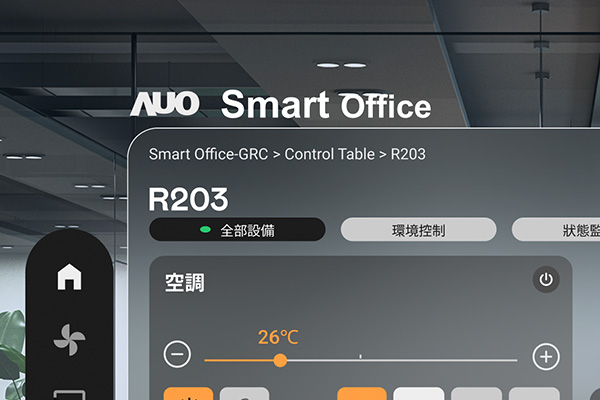 AUO Smart Office
Smart Office-GRC > Control Table > R203
R203
全部設備
環境控制
狀態監
空調
26℃